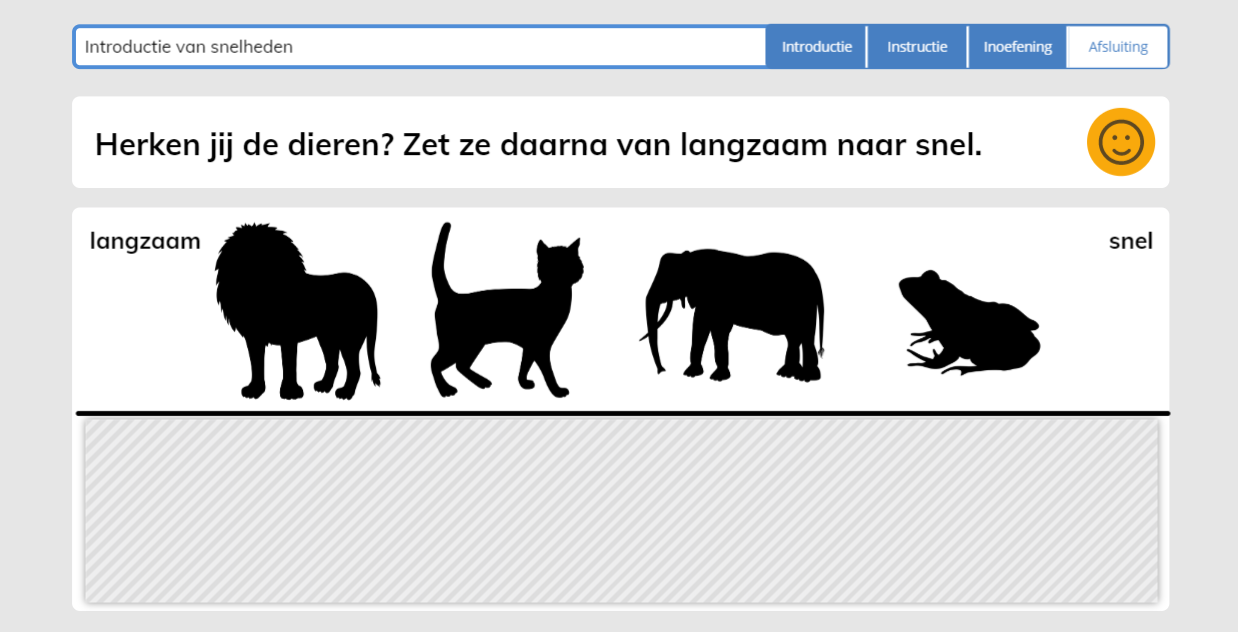 Introductie van snelheden
Introductie
Instructie
Inoefening
Afsluiting
Herken jij de dieren? Zet ze daarna van langzaam naar snel.
langzaam
snel